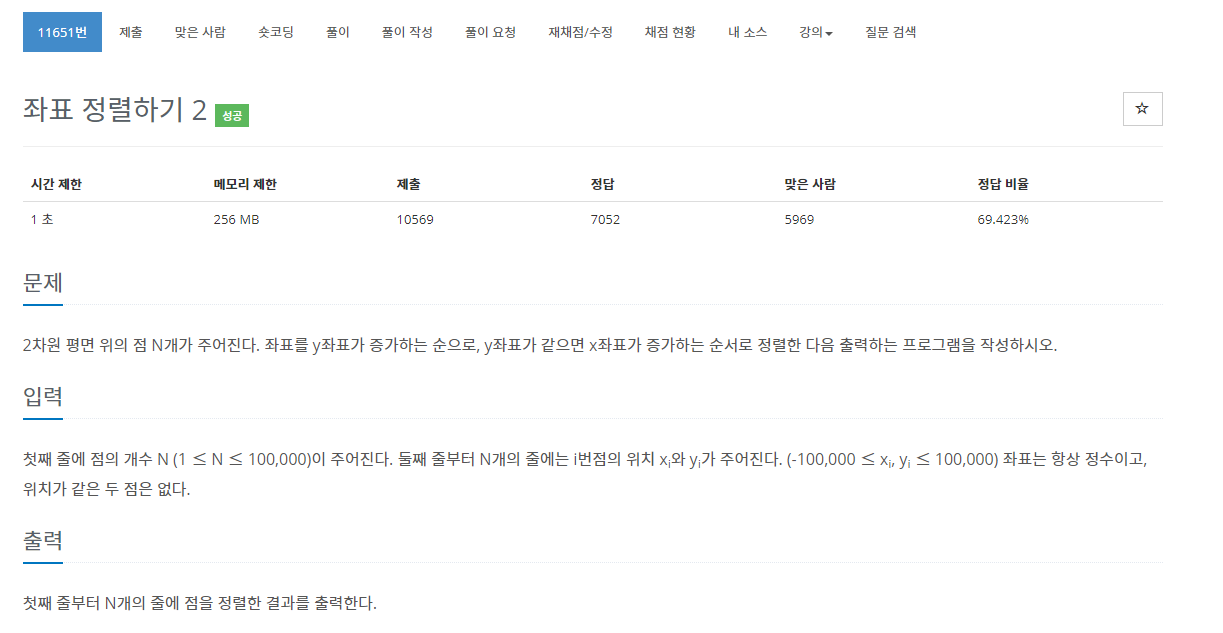 11651번 제출 맞은 사람 숏코딩 풀이 풀이 작성 풀이 요청 재채점/수정 채점 현황 내 소스 강의 질문 검색
좌표 정렬하기 2 성공
시간 제한 메모리 제한 제출 정답 맞은 사람 정답 비율
1 초 256 MB 10569 7052 5969 69.423%
문제
2차원 평면 위의 점 N개가 주어진다. 좌표를 y좌표가 증가하는 순으로, y좌표가 같으면 x좌표가 증가하는 순서로 정렬한 다음 출력하는 프로그램을 작성하시오.
입력
첫째 줄에 점의 개수 N (1 ≤ N ≤ 100,000)이 주어진다. 둘째 줄부터 N개의 줄에는 i번점의 위치 xi와 yi가 주어진다. (-100,000 ≤ xi, yi ≤ 100,000) 좌표는 항상 정수이고,
위치가 같은 두 점은 없다.
출력
첫째 줄부터 N개의 줄에 점을 정렬한 결과를 출력한다.